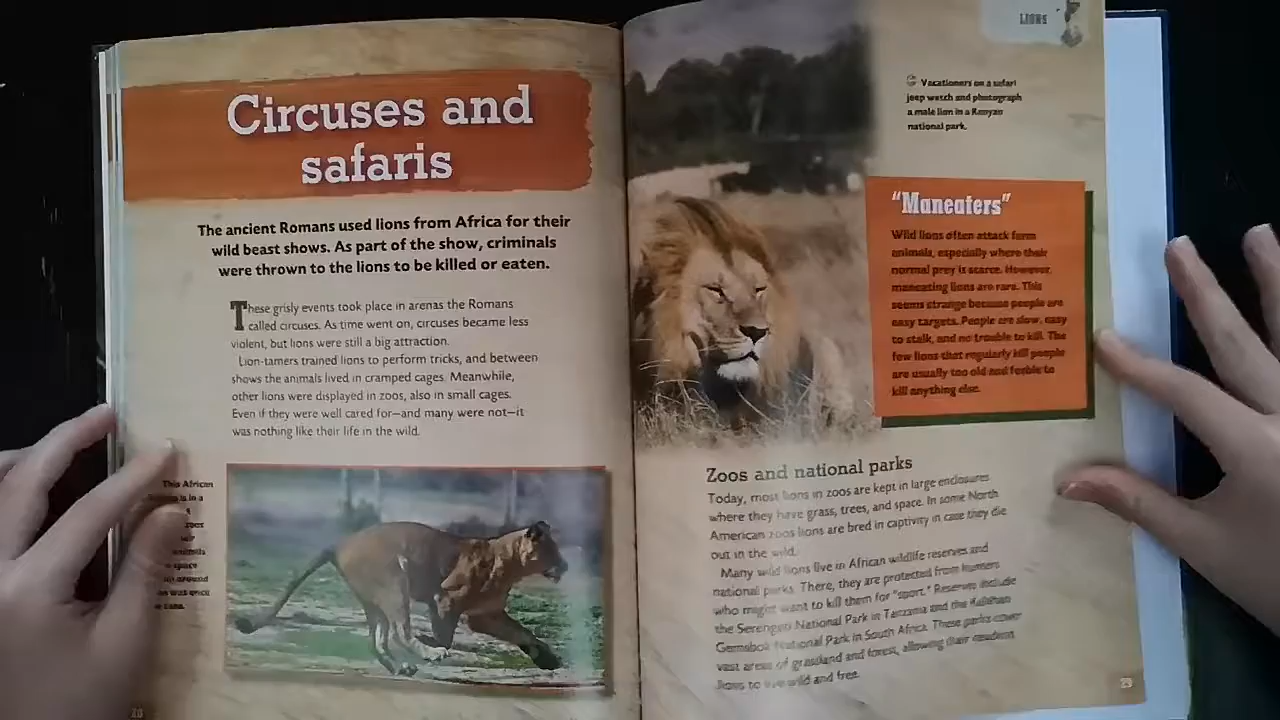 Circuses and
safaris
The ancient Romans used lions from Africa for their
wild beast shows. As part of the show, criminals
were thrown to the lions to be killed or eaten.
These grisly events took place in arenas the Romans
called circuses. As time went on, circuses became less
violent, but lions were still a big attraction.
Lion-tamers trained lions to perform tricks, and between
shows the animals lived in cramped cages. Meanwhile,
other lions were displayed in zoos, also in small cages.
Even if they were well cared for—and many were not—it
was nothing like their life in the wild.
This African
is in a
space
around
was once
LIONS
Vacationers on a safari
jeep watch and photograph
a male lion in a Kenyan
national park.
"Maneaters"
Wild lions often attack farm
animals, especially where their
normal prey is scarce. However,
maneating lions are rare. This
seems strange because people are
easy targets. People are slow, easy
to stalk, and no trouble to kill. The
few lions that regularly kill people
are usually too old and feeble to
kill anything else.
Zoos and national parks
Today, most lions in zoos are kept in large enclosures
where they have grass, trees, and space. In some North
American zoos lions are bred in captivity in case they die
out in the wild.
Many wild lions live in African wildlife reserves and
national parks. There, they are protected from humans
who might want to kill them for "sport." Reserves include
the Serengeti National Park in Tanzania and the Kalahari
Gemsbok National Park in South Africa. These parks cover
vast areas of grassland and forest, allowing their resident
lions to live wild and free.